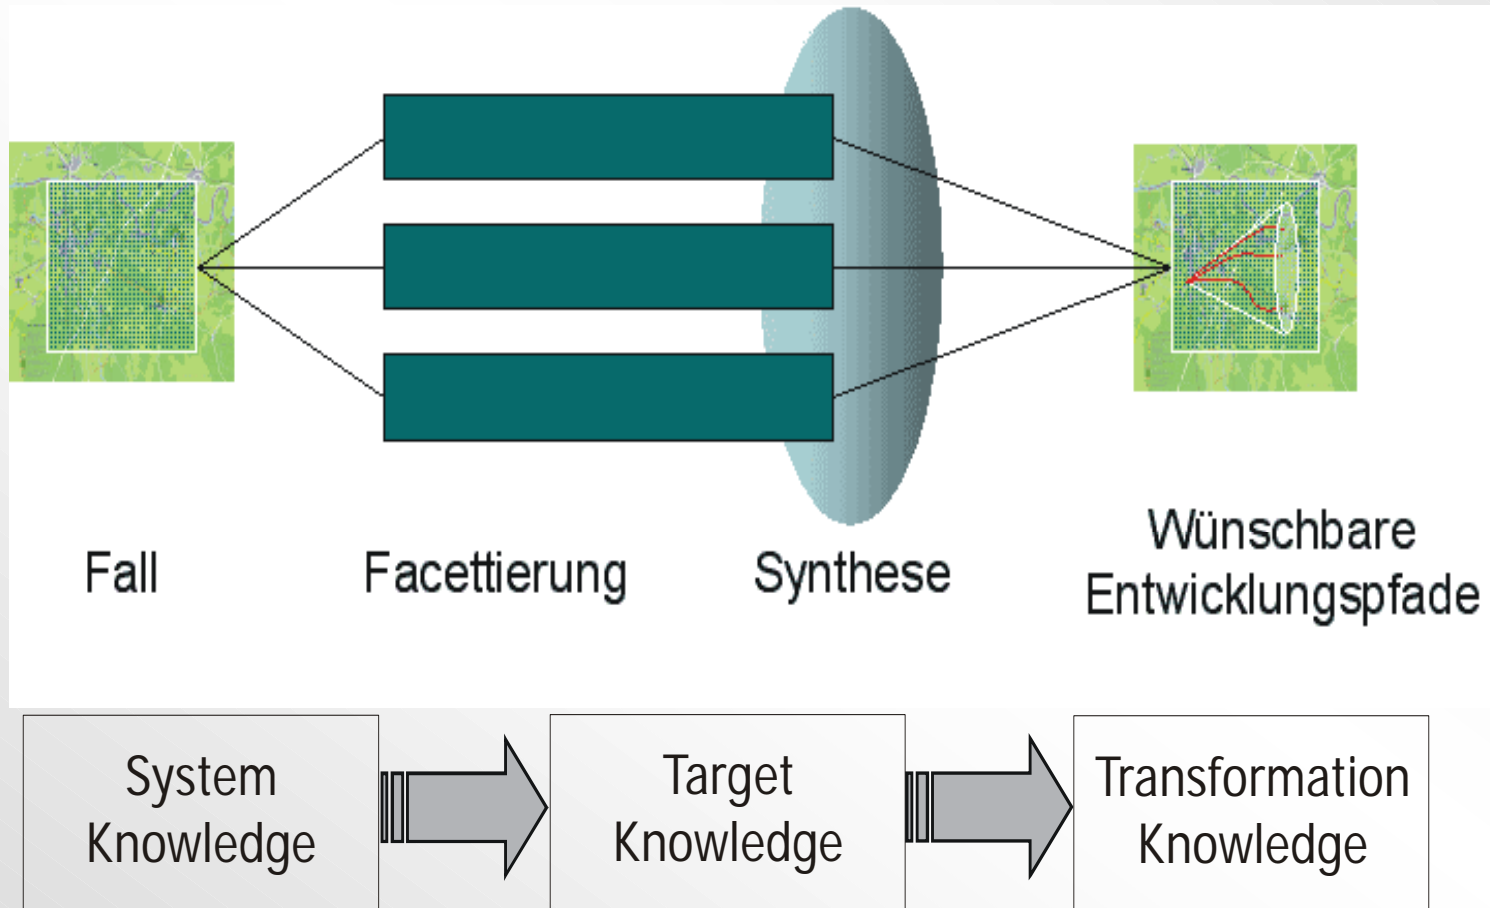 Fall
Facettierung
Synthese
Wünschbare
Entwicklungspfade
System
Knowledge
Target
Knowledge
Transformation
Knowledge